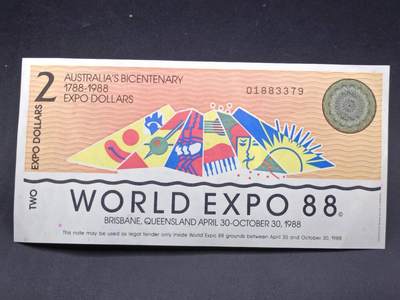 2
EXPO DOLLARS
TWO
AUSTRALIA'S BICENTENARY
1788-1988
EXPO DOLLARS
01883379
WORLD EXPO 88©
BRISBANE, QUEENSLAND APRIL 30-OCTOBER 30, 1988
This note may be used as legal tender only inside World Expo 88 grounds between April 30 and October 30, 1988